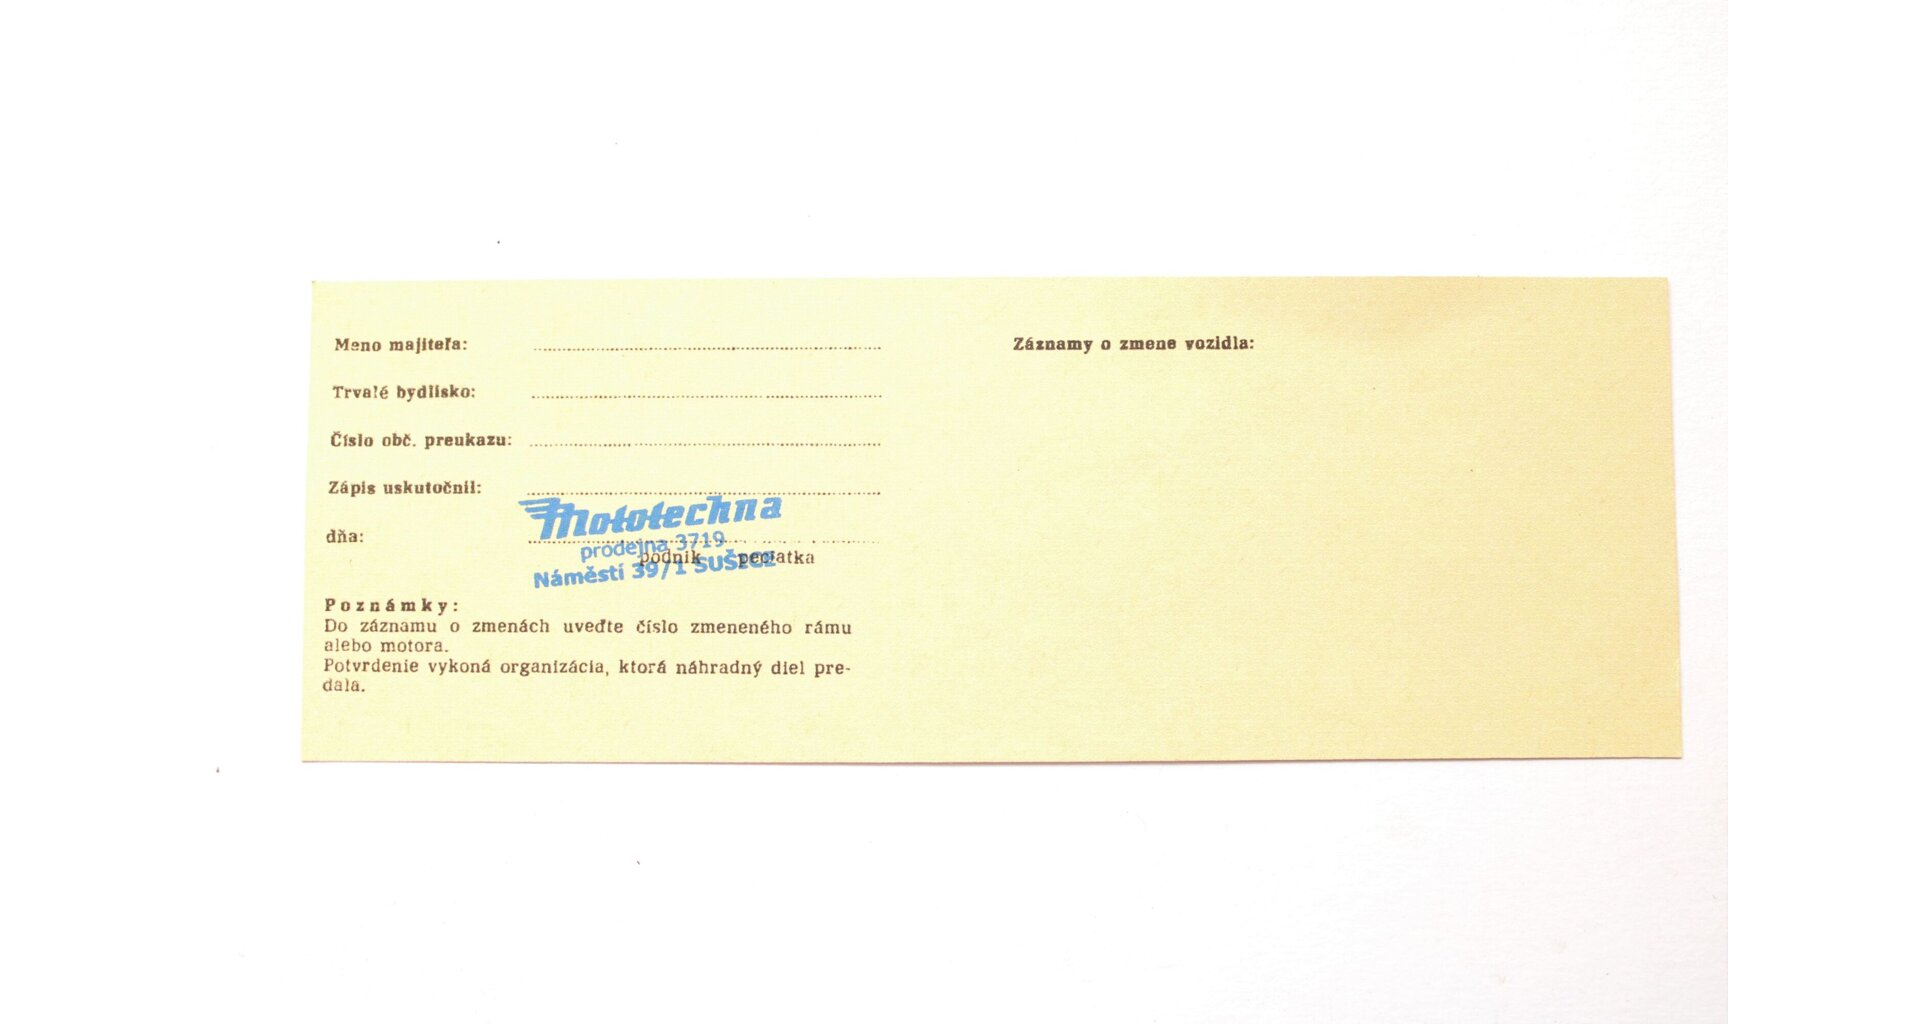 Meno majiteľa:
Trvalé bydlisko:
Číslo obč. preukazu:
Zápis uskutočnil:
dňa:
Mototechna
prodejna 3719
podnik pečiatka
Náměstí 39/1 SUŠICE
Poznámky:
Do záznamu o zmenách uveďte číslo zmeneného rámu
alebo motora.
Potvrdenie vykoná organizácia, ktorá náhradný diel pre-
dala.
Záznamy o zmene vozidla: